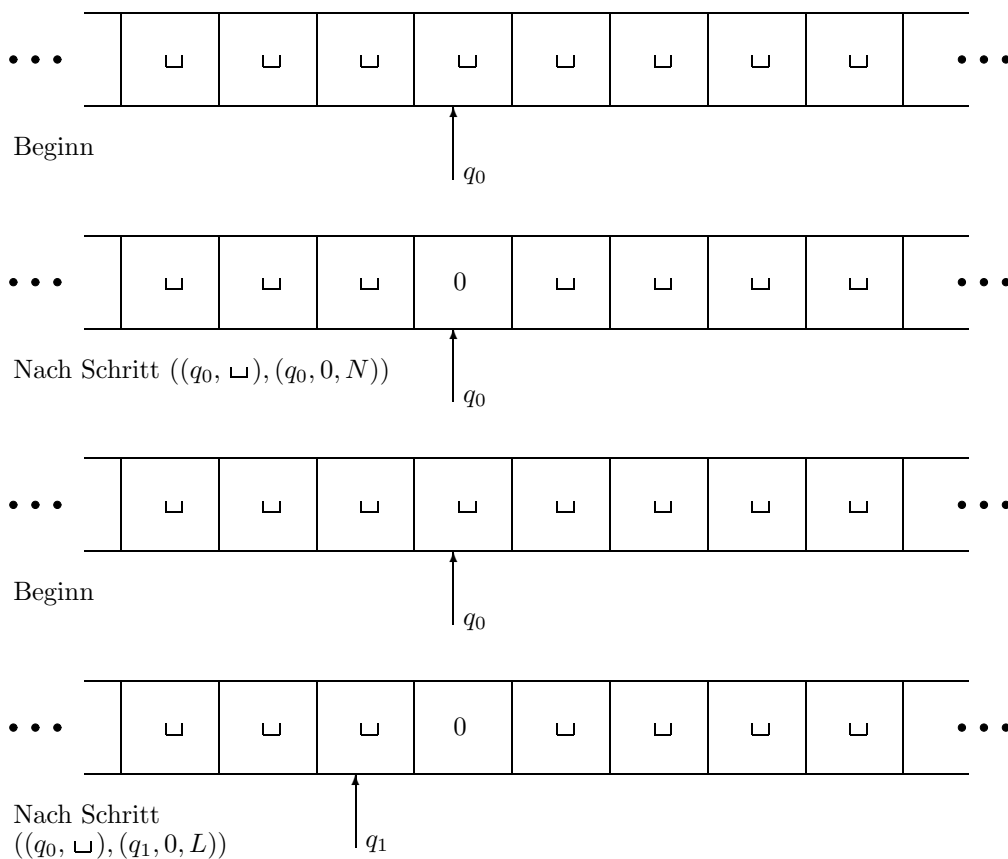 • • • ␣ ␣ ␣ ␣ ␣ ␣ ␣ ␣ • • •
Beginn
q₀
• • • ␣ ␣ ␣ 0 ␣ ␣ ␣ ␣ • • •
Nach Schritt ((q₀, ␣), (q₀, 0, N))
q₀
• • • ␣ ␣ ␣ ␣ ␣ ␣ ␣ ␣ • • •
Beginn
q₀
• • • ␣ ␣ ␣ 0 ␣ ␣ ␣ ␣ • • •
Nach Schritt
((q₀, ␣), (q₁, 0, L))
q₁